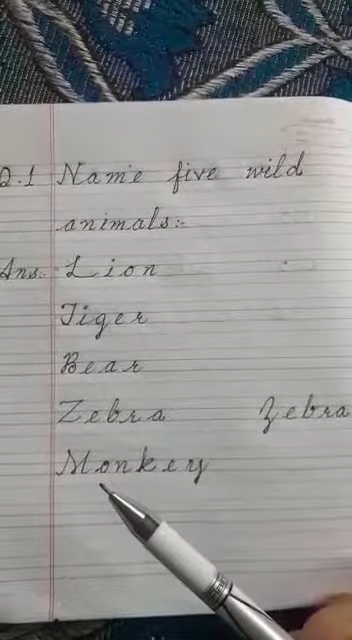 Q.1 Name five wild
animals:-
Ans. Lion
Tiger
Bear
Zebra Zebra
Monkey